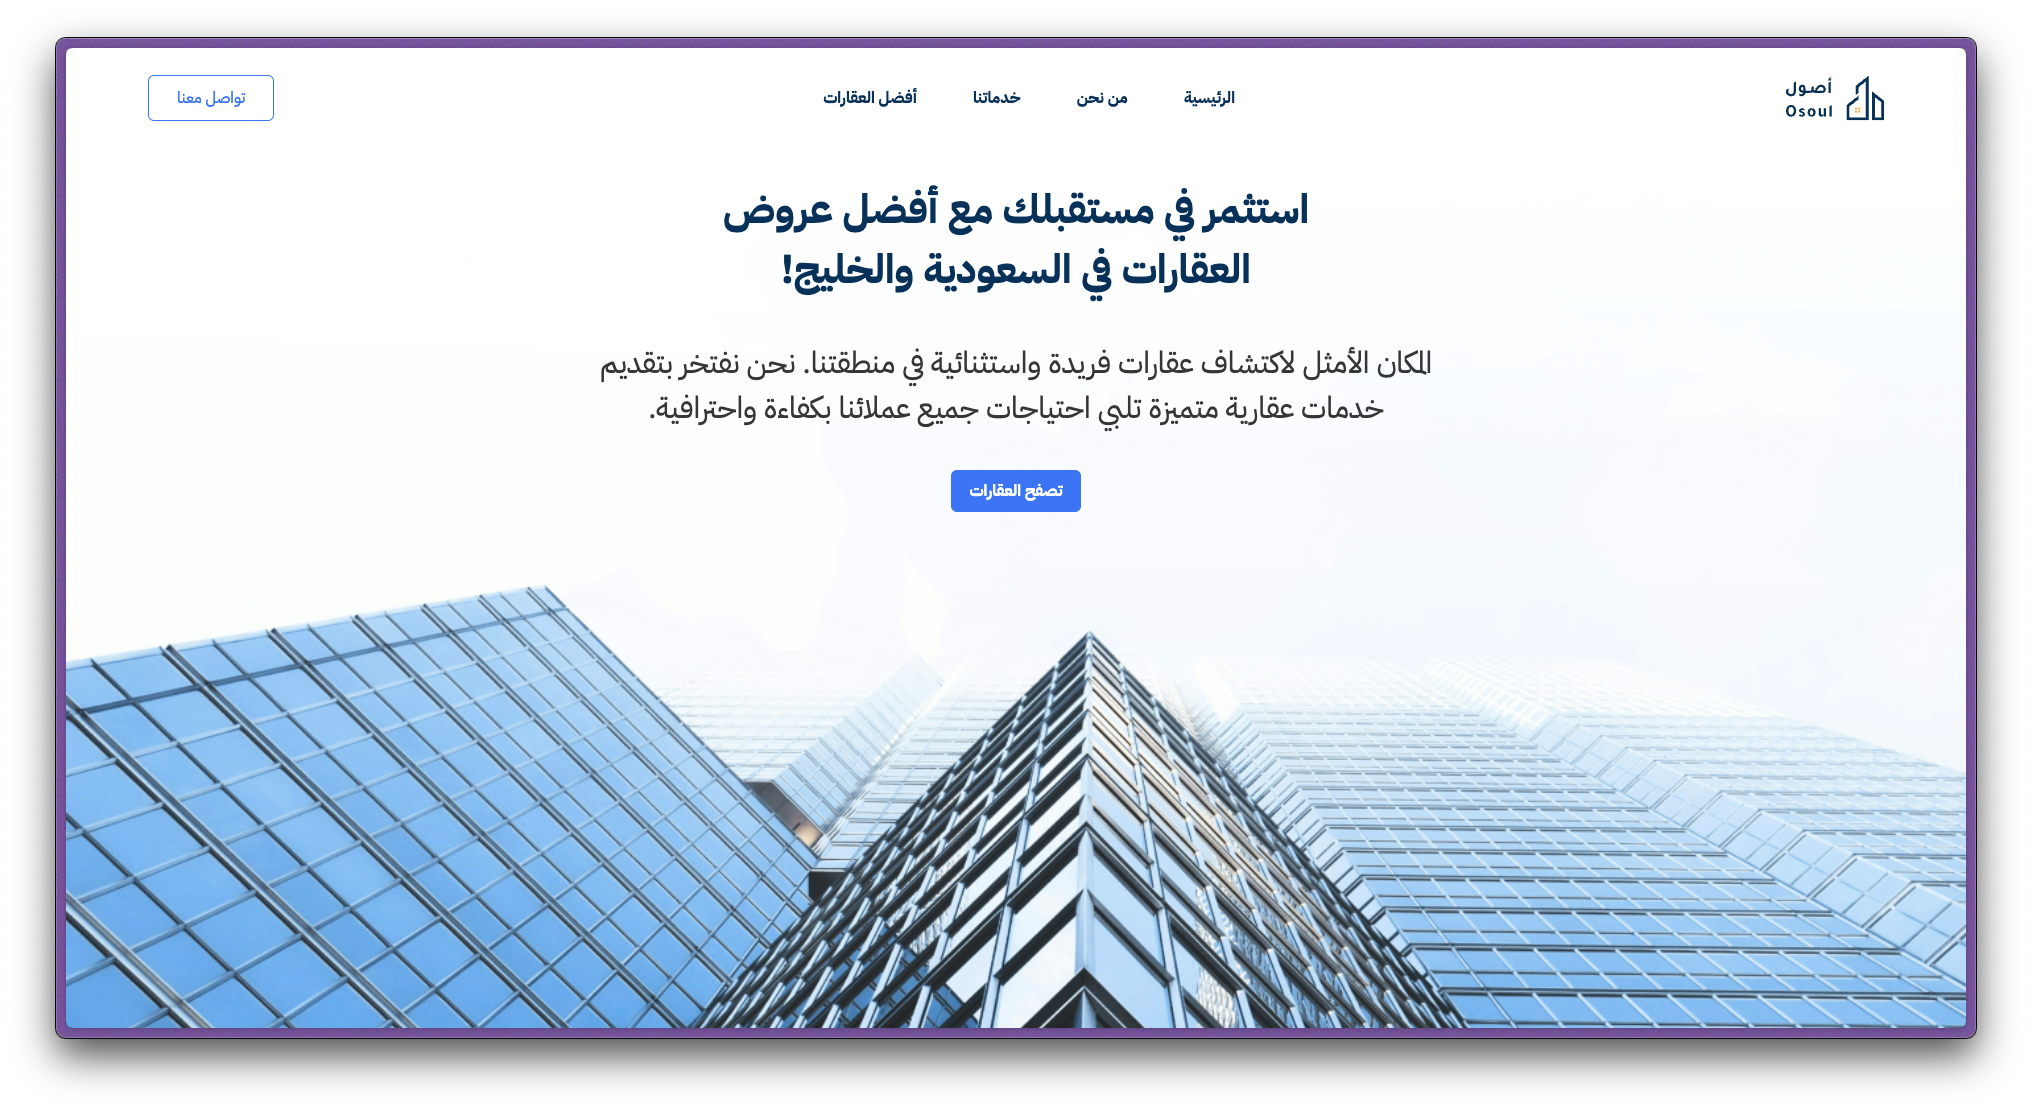 أصول
Osoul
الرئيسية
من نحن
خدماتنا
أفضل العقارات
تواصل معنا
استثمر في مستقبلك مع أفضل عروض
العقارات في السعودية والخليج!
المكان الأمثل لاكتشاف عقارات فريدة واستثنائية في منطقتنا. نحن نفتخر بتقديم
خدمات عقارية متميزة تلبي احتياجات جميع عملائنا بكفاءة واحترافية.
تصفح العقارات